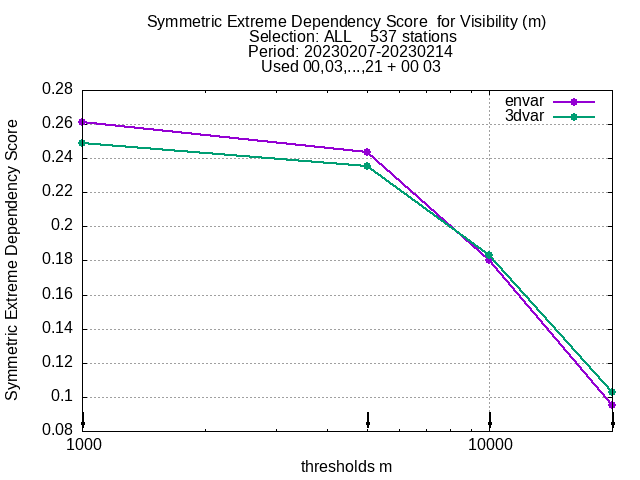 Symmetric Extreme Dependency Score  for Visibility (m)
Selection: ALL    537 stations
Period: 20230207-20230214
Used 00,03,...,21 + 00 03
envar
3dvar
Symmetric Extreme Dependency Score
0.28
0.26
0.24
0.22
0.2
0.18
0.16
0.14
0.12
0.1
0.08
1000
10000
thresholds m